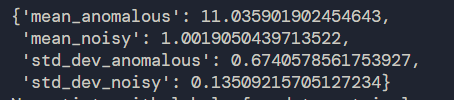 {'mean_anomalous': 11.035901902454643,
'mean_noisy': 1.0019050439713522,
'std_dev_anomalous': 0.6740578561753927,
'std_dev_noisy': 0.13509215705127234}